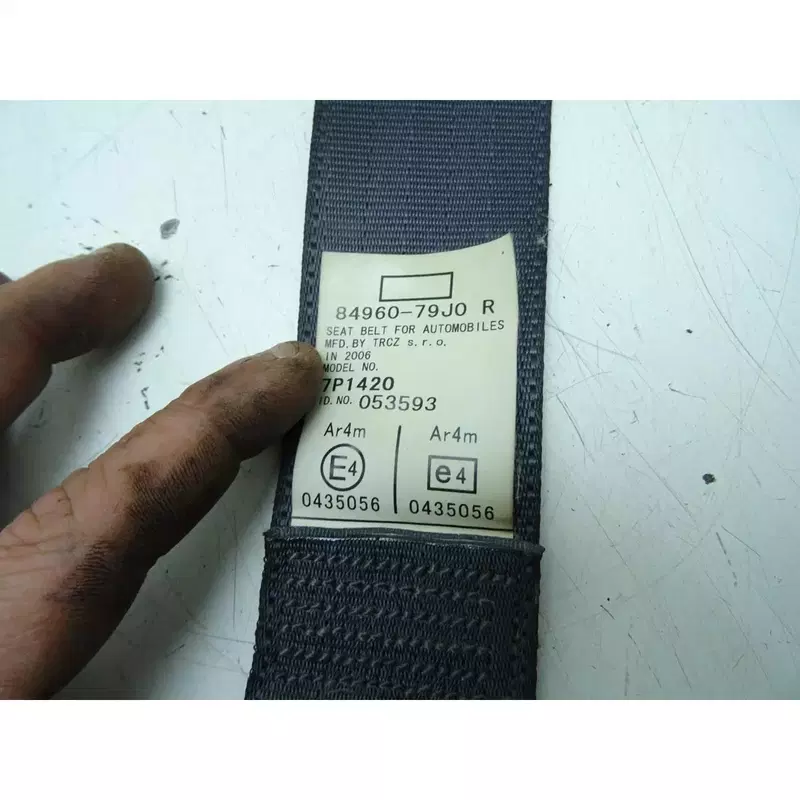 84960-79J0 R
SEAT BELT FOR AUTOMOBILES
MFD. BY TRCZ s.r.o.
IN 2006
MODEL NO.
7P1420
ID. NO. 053593
Ar4m Ar4m
E4 e4
0435056 0435056